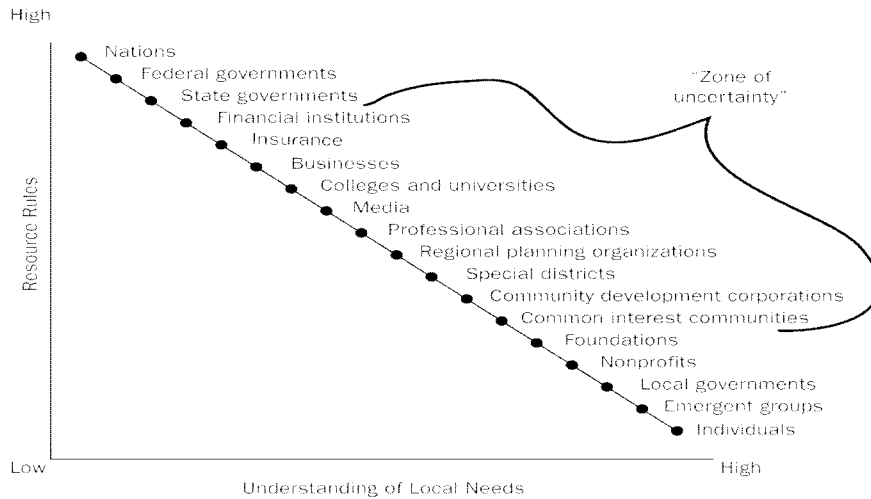 High
Nations
Federal governments
State governments
Financial institutions
Insurance
Businesses
Colleges and universities
Media
Professional associations
Regional planning organizations
Special districts
Community development corporations
Common interest communities
Foundations
Nonprofits
Local governments
Emergent groups
Individuals
"Zone of
uncertainty"
Resource Rules
Low
High
Understanding of Local Needs